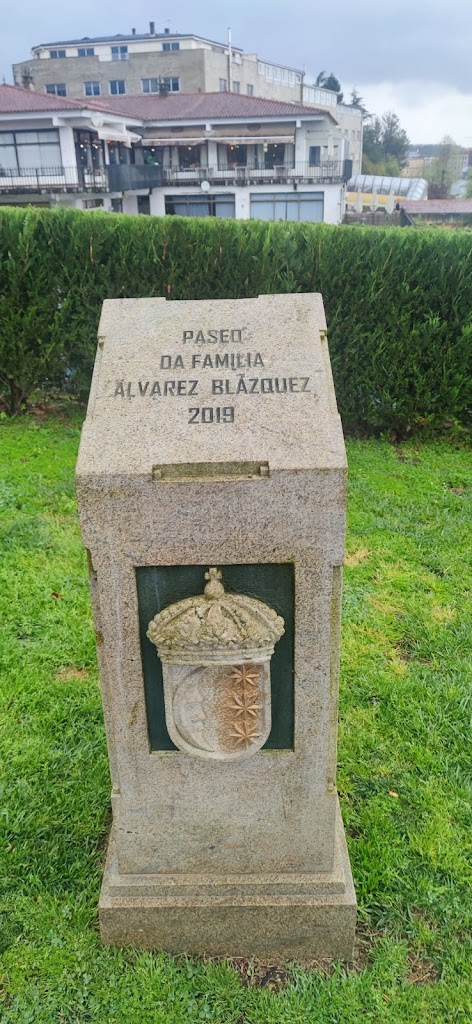 PASEO
DA FAMILIA
ÁLVAREZ BLÁZQUEZ
2019